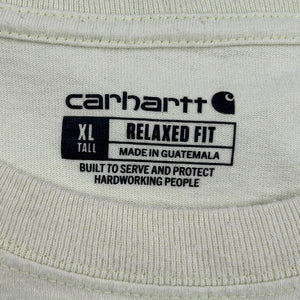 carhartt
XL TALL RELAXED FIT
MADE IN GUATEMALA
BUILT TO SERVE AND PROTECT
HARDWORKING PEOPLE